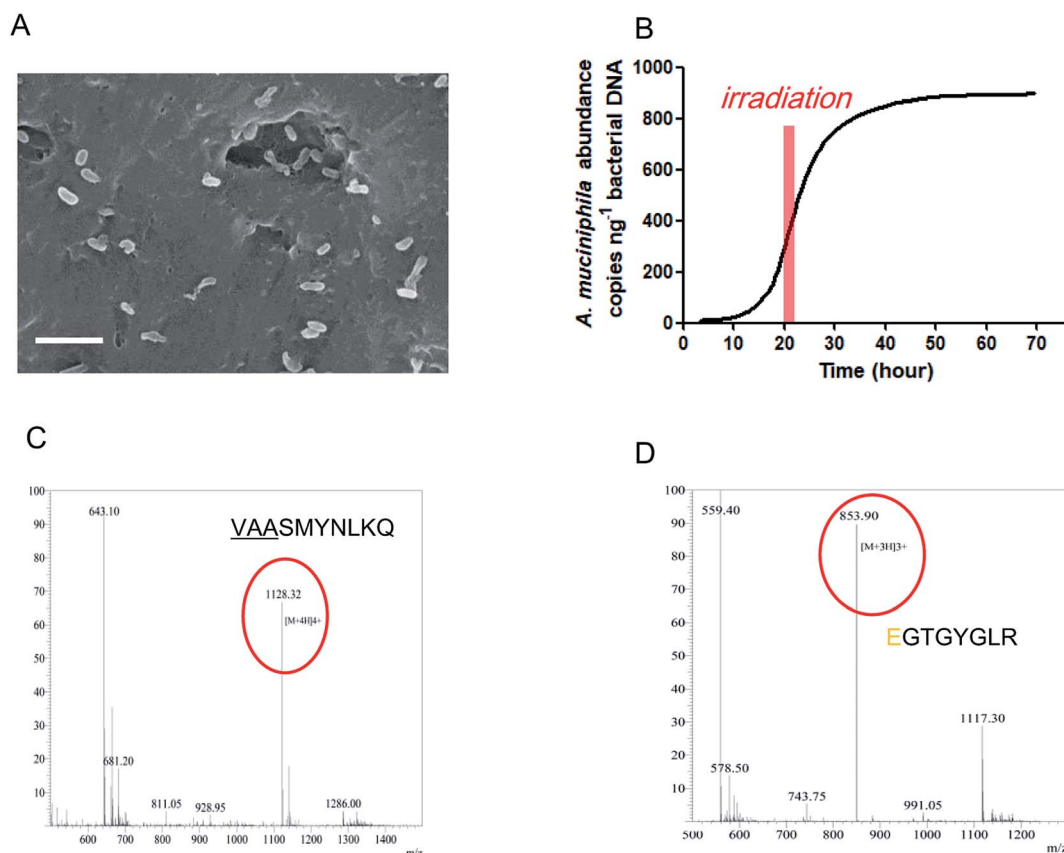 A
B
1000
800
600
400
200
0
A. muciniphila abundance
copies ng-1 bacterial DNA
irradiation
0 10 20 30 40 50 60 70
Time (hour)
C
100
90
80
70
60
50
40
30
20
10
643.10
VAASMYNLKQ
1128.32
[M+4H]4+
681.20
811.05
928.95
1286.00
600 700 800 900 1000 1100 1200 1300 1400
m/z
D
100
90
80
70
60
50
40
30
20
10
559.40
853.90
[M+3H]3+
EGTGYGLR
1117.30
578.50
743.75
991.05
500 600 700 800 900 1000 1100 1200
m/z